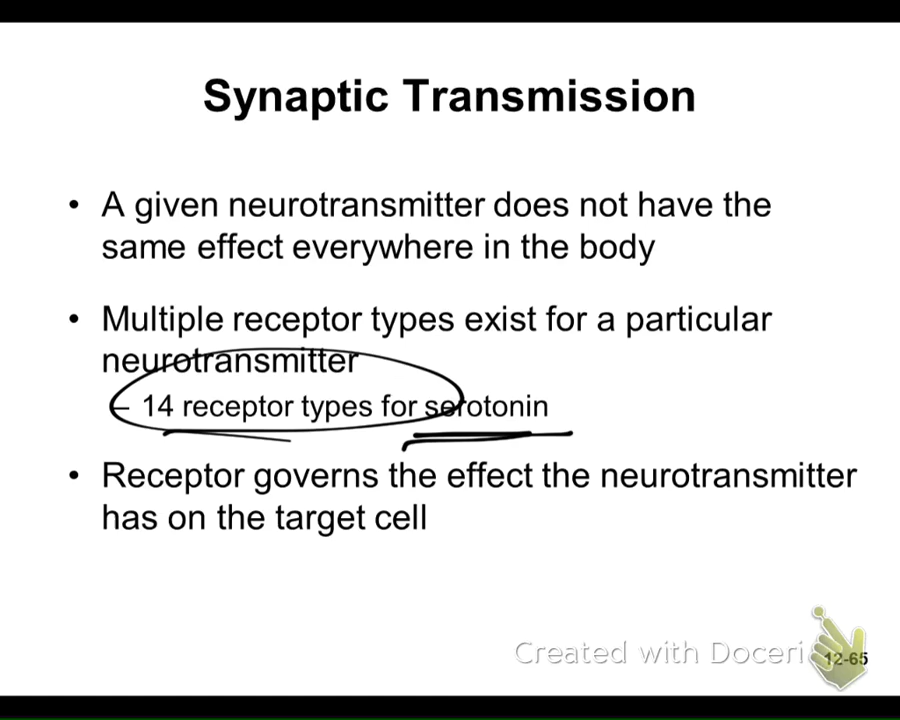 Synaptic Transmission
• A given neurotransmitter does not have the
same effect everywhere in the body
• Multiple receptor types exist for a particular
neurotransmitter
– 14 receptor types for serotonin
• Receptor governs the effect the neurotransmitter
has on the target cell
Created with Doceri
12-65